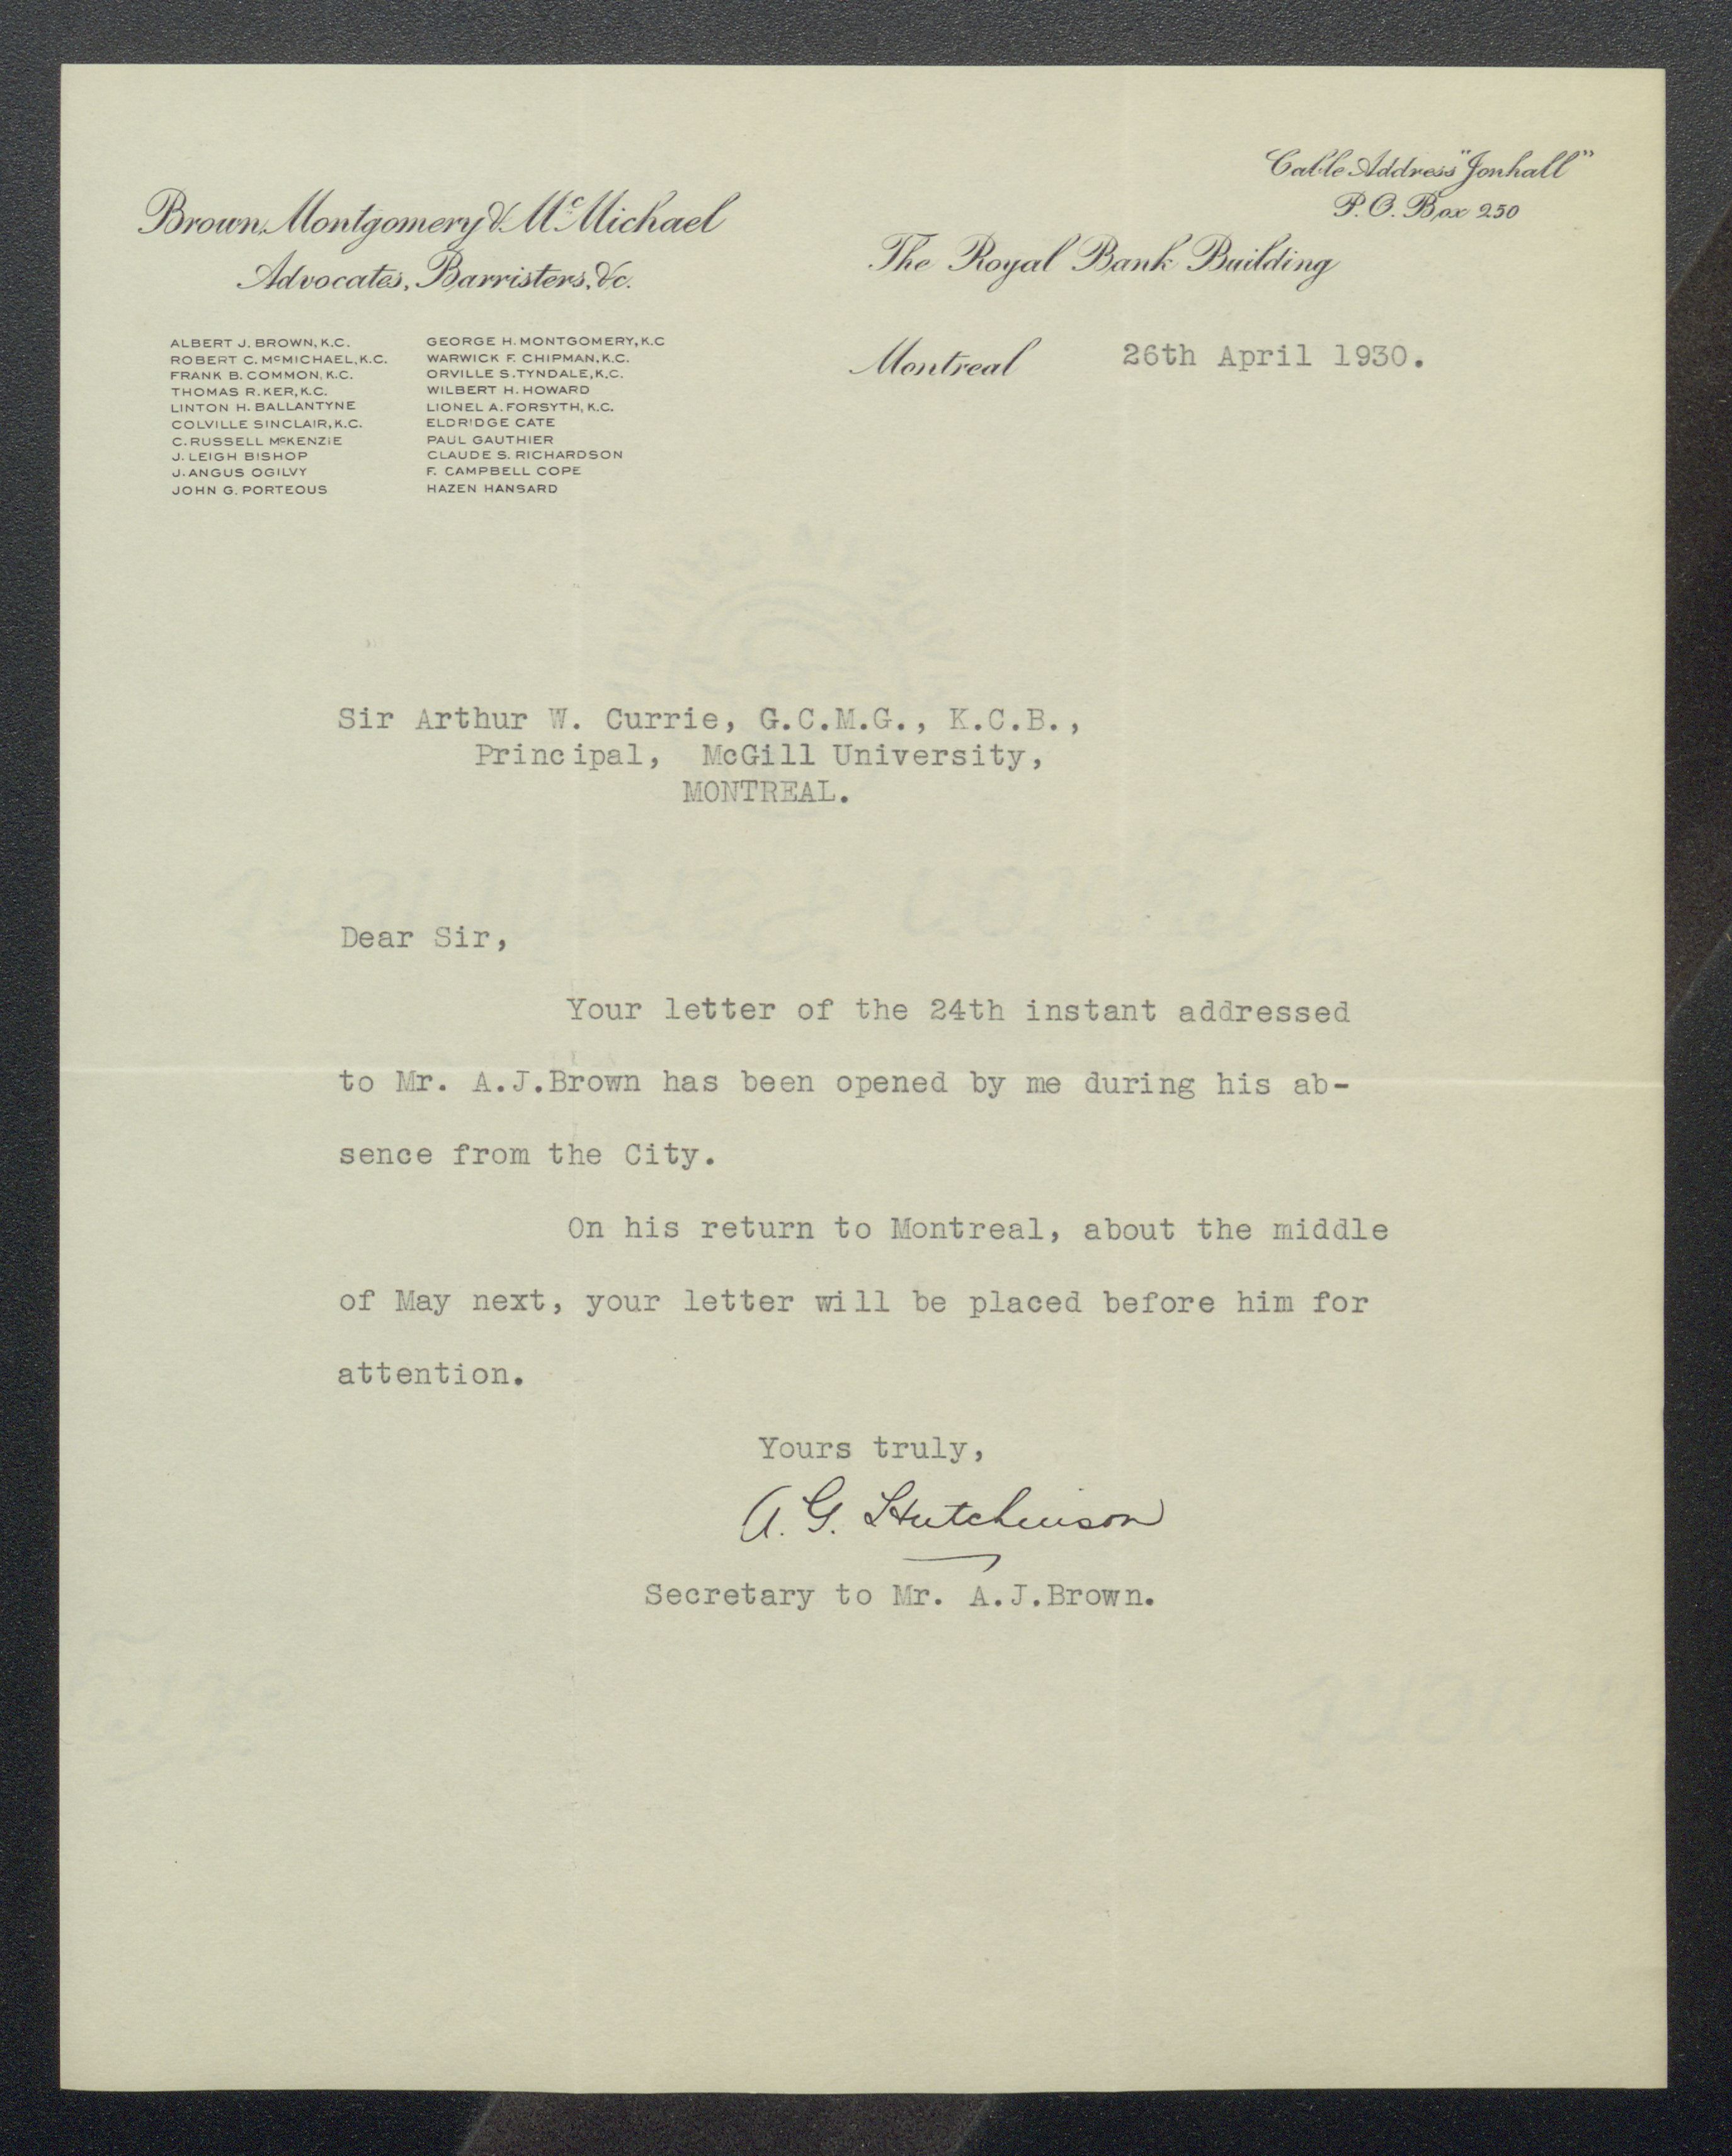 Cable Address "Jonhall"
P.O. Box 250
Brown, Montgomery & McMichael
Advocates, Barristers, &c.
The Royal Bank Building
Montreal 26th April 1930.
ALBERT J. BROWN, K.C. GEORGE H. MONTGOMERY, K.C
ROBERT C. McMICHAEL, K.C. WARWICK F. CHIPMAN, K.C.
FRANK B. COMMON, K.C. ORVILLE S. TYNDALE, K.C.
THOMAS R. KER, K.C. WILBERT H. HOWARD
LINTON H. BALLANTYNE LIONEL A. FORSYTH, K.C.
COLVILLE SINCLAIR, K.C. ELDRIDGE CATE
C. RUSSELL McKENZIE PAUL GAUTHIER
J. LEIGH BISHOP CLAUDE S. RICHARDSON
J. ANGUS OGILVY F. CAMPBELL COPE
JOHN G. PORTEOUS HAZEN HANSARD
Sir Arthur W. Currie, G.C.M.G., K.C.B.,
Principal, McGill University,
MONTREAL.
Dear Sir,
Your letter of the 24th instant addressed
to Mr. A.J.Brown has been opened by me during his ab-
sence from the City.
On his return to Montreal, about the middle
of May next, your letter will be placed before him for
attention.
Yours truly,
A. G. Hutchinson
Secretary to Mr. A.J.Brown.